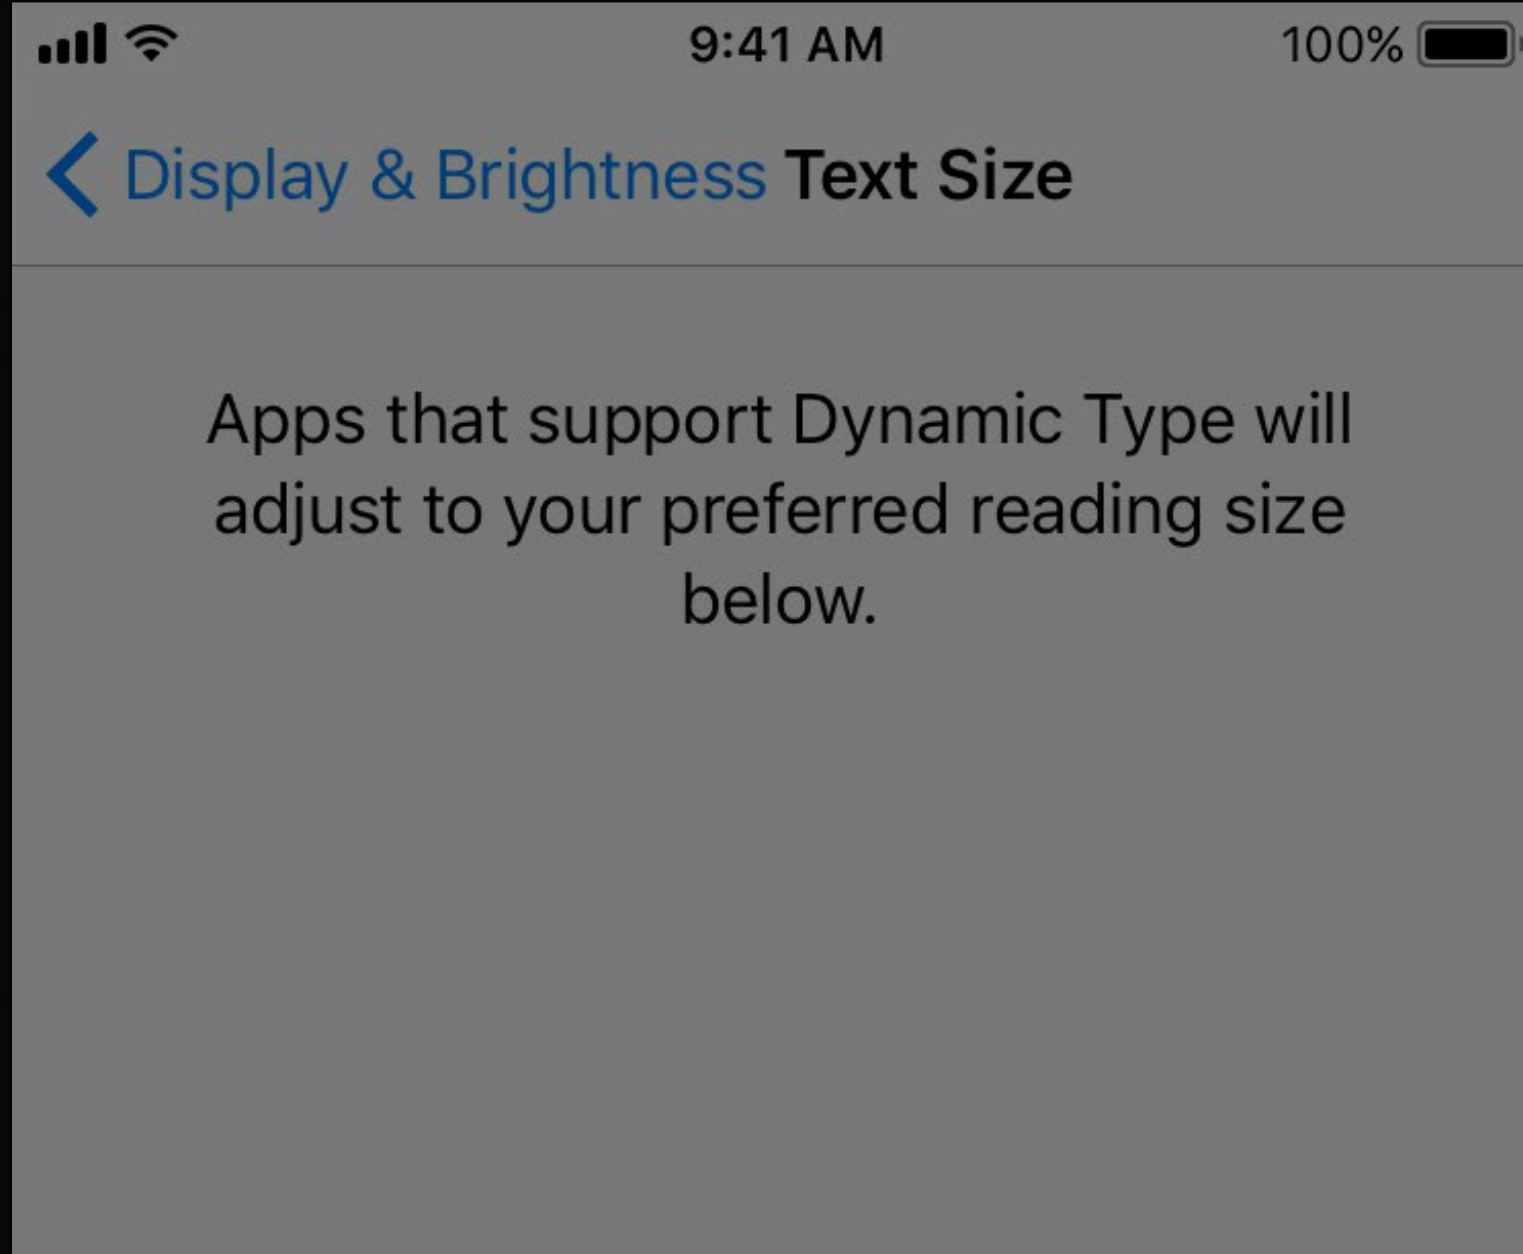 9:41 AM 100%
Display & Brightness Text Size
Apps that support Dynamic Type will
adjust to your preferred reading size
below.